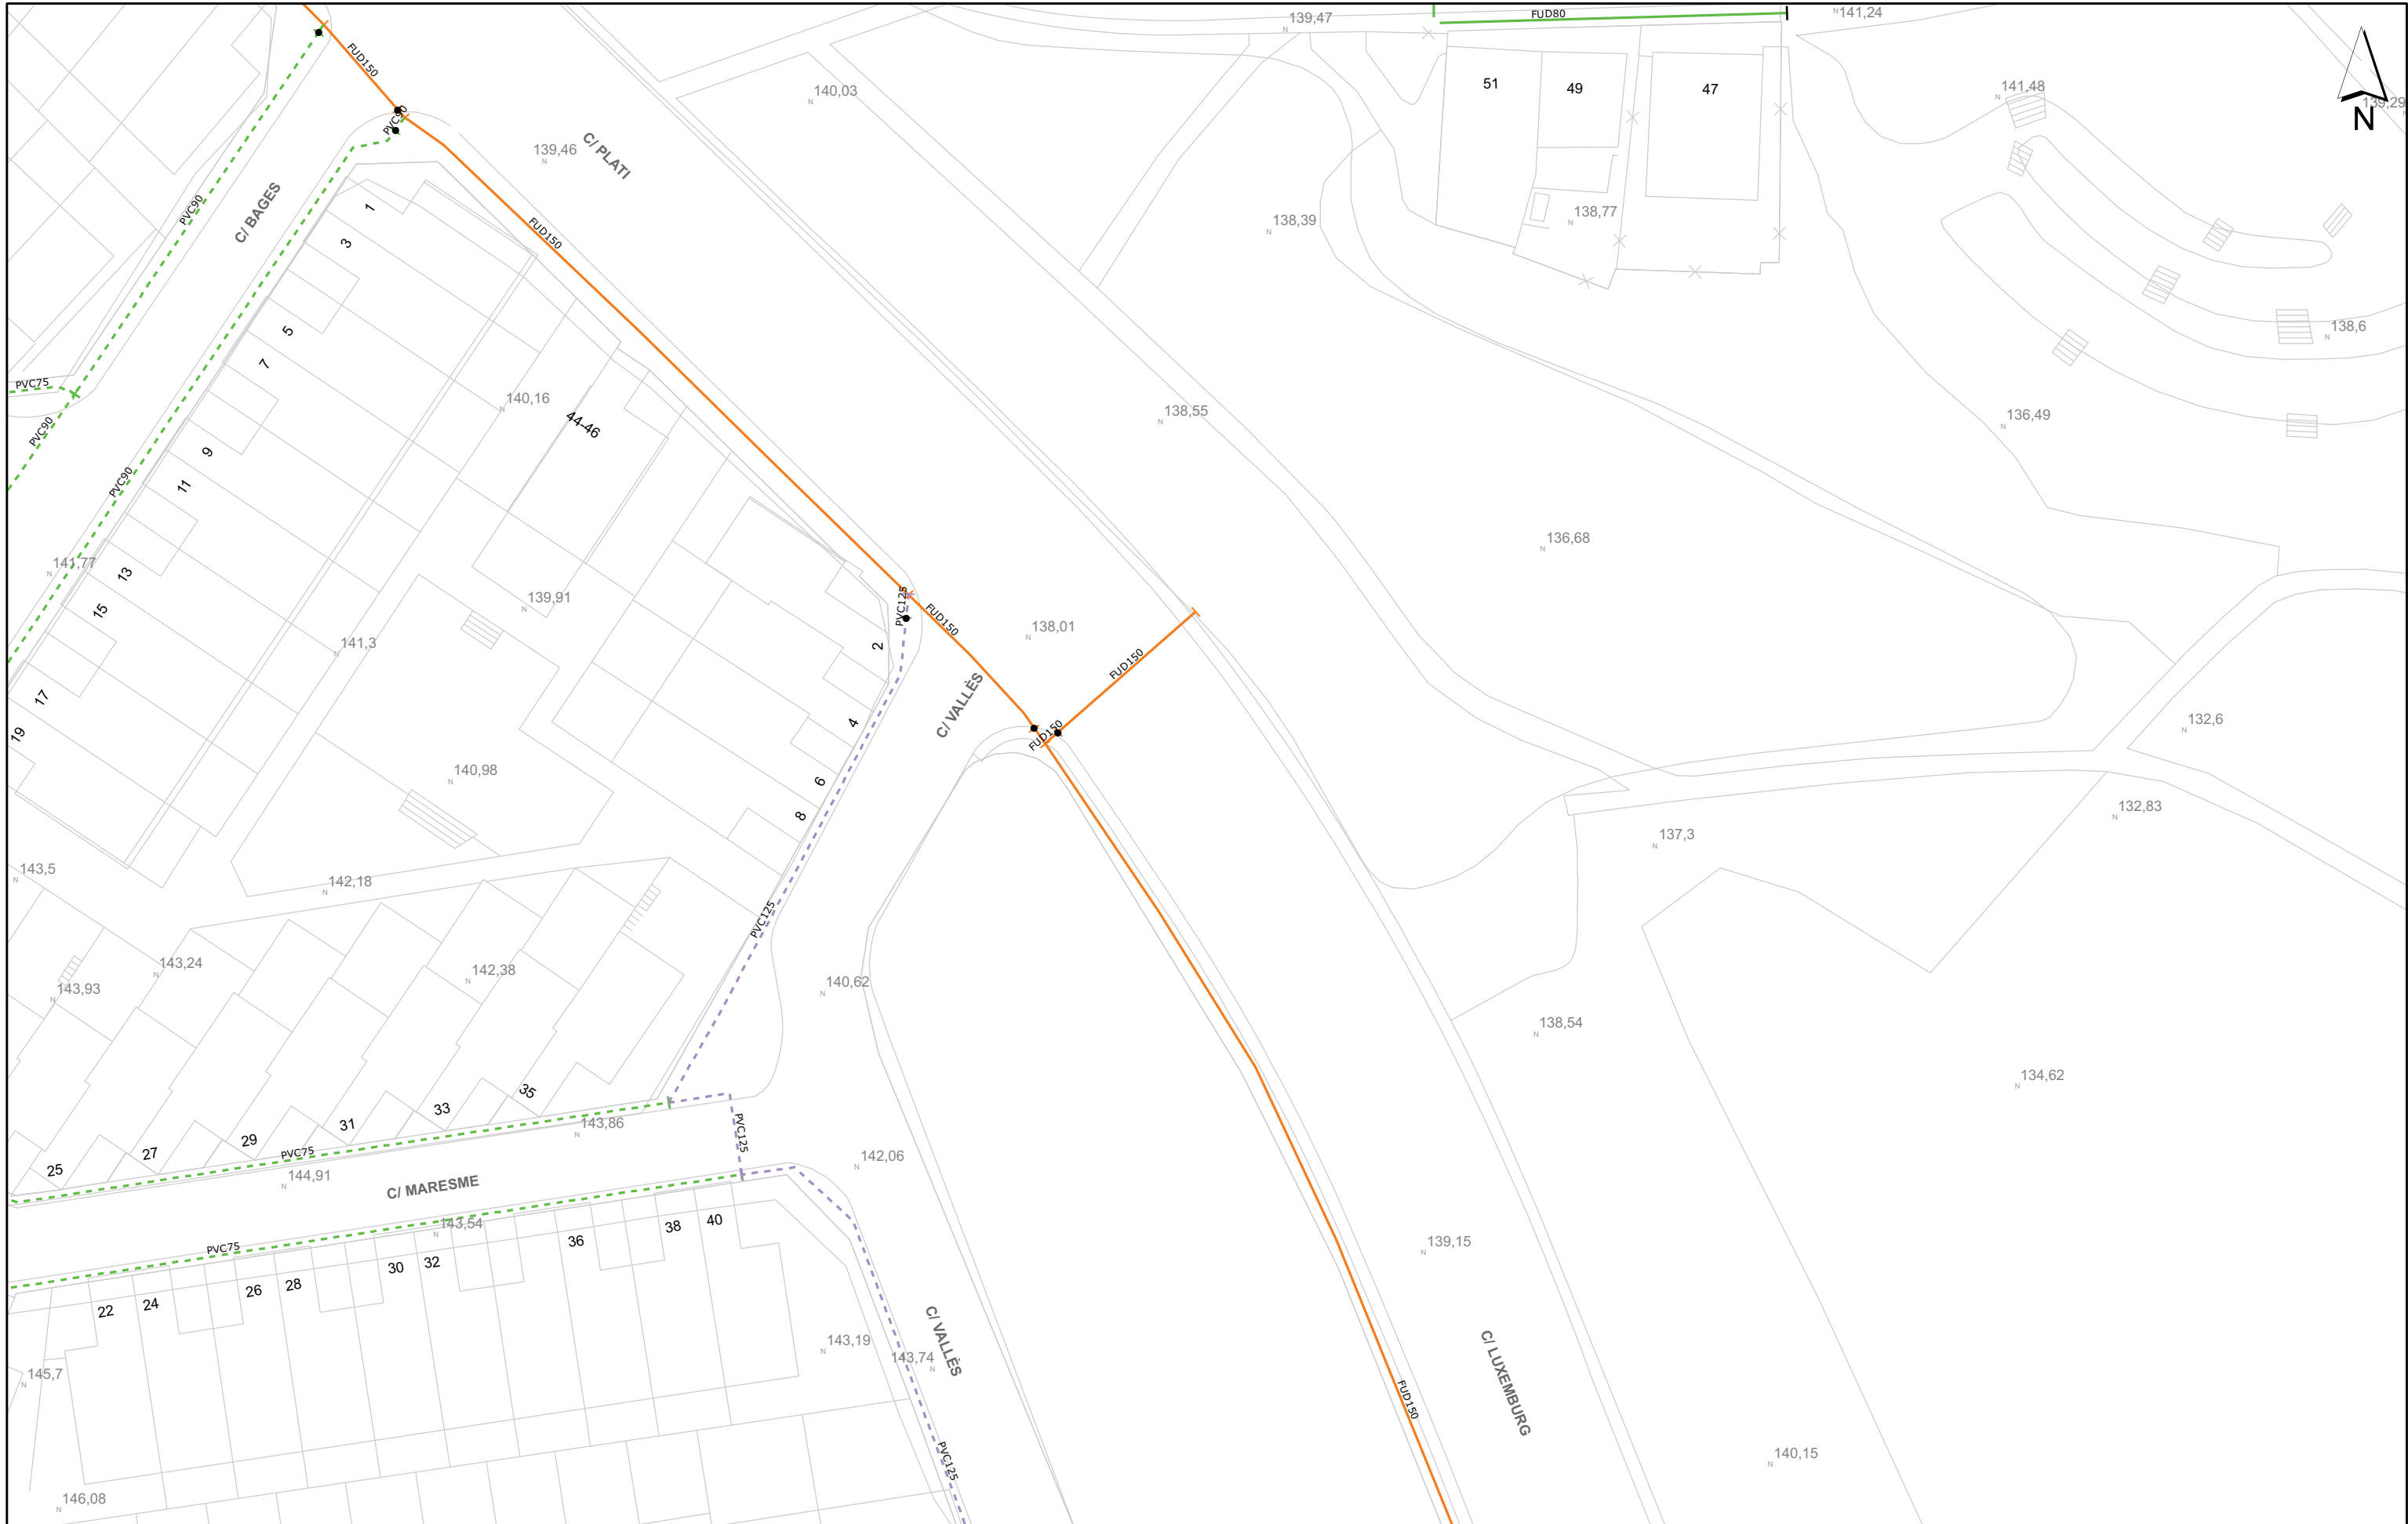 FUD80
139,47
N
N 141,24
FUD150
51
49
47
140,03
N
141,48
N
139,29
N
PVC90
139,46
N
C/ PLATI
PVC90
C/ BAGES
1
3
FUD150
138,39
N
138,77
N
5
7
138,6
N
PVC75
PVC90
140,16
N
44-46
138,55
N
136,49
N
9
11
PVC90
136,68
N
141,77
N
13
15
139,91
N
PVC125
FUD150
138,01
N
2
141,3
N
FUD150
17
19
C/ VALLÈS
4
FUD150
132,6
N
140,98
N
6
8
132,83
N
137,3
N
143,5
N
142,18
N
PVC125
143,24
N
142,38
N
143,93
N
140,62
N
138,54
N
134,62
N
35
33
31
29
27
25
143,86
N
PVC125
PVC75
144,91
N
C/ MARESME
142,06
N
143,54
N
PVC75
22
24
26
28
30
32
36
38
40
139,15
N
C/ VALLÈS
143,19
N
143,74
N
C/ LUXEMBURG
145,7
N
FUD150
PVC125
140,15
N
146,08
N